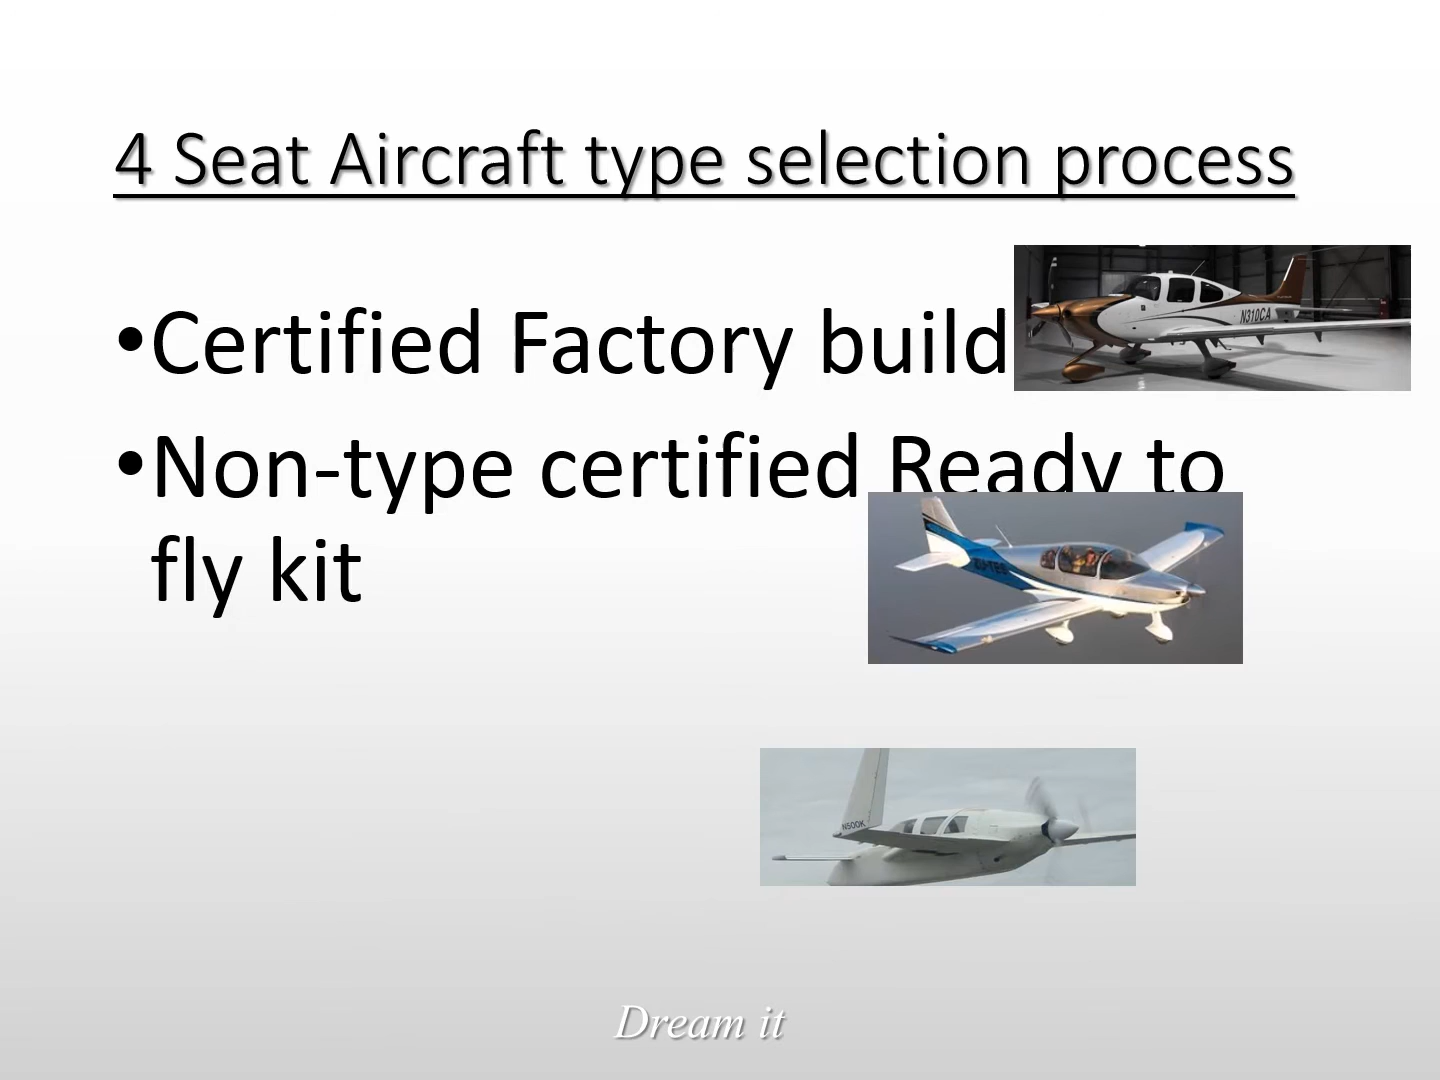 4 Seat Aircraft type selection process
•Certified Factory build
N310CA
•Non-type certified Ready to
fly kit
N500K
Dream it